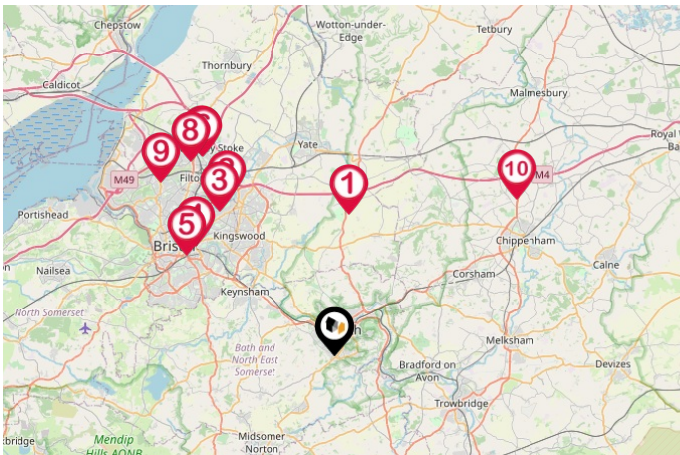 Chepstow
Wotton-under-
Edge
Tetbury
Thornbury
Caldicot
Malmesbury
8
Stoke
Yate
9
M49
Filto
3
1
10
M4
Royal
Ba
Portishead
5
Bris
Kingswood
Chippenham
Nailsea
Corsham
Calne
Keynsham
North Somerset
Bath and
North East
Somerset
h
Melksham
Bradford on
Avon
Devizes
Trowbridge
xbridge
Mendip
Hills AONB
Midsomer
Norton